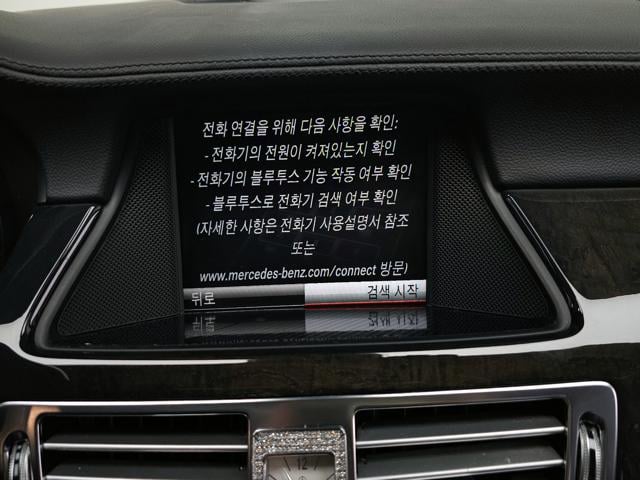 전화 연결을 위해 다음 사항을 확인:
- 전화기의 전원이 켜져있는지 확인
- 전화기의 블루투스 기능 작동 여부 확인
- 블루투스로 전화기 검색 여부 확인
(자세한 사항은 전화기 사용설명서 참조
또는
www.mercedes-benz.com/connect 방문)
뒤로 검색 시작
12